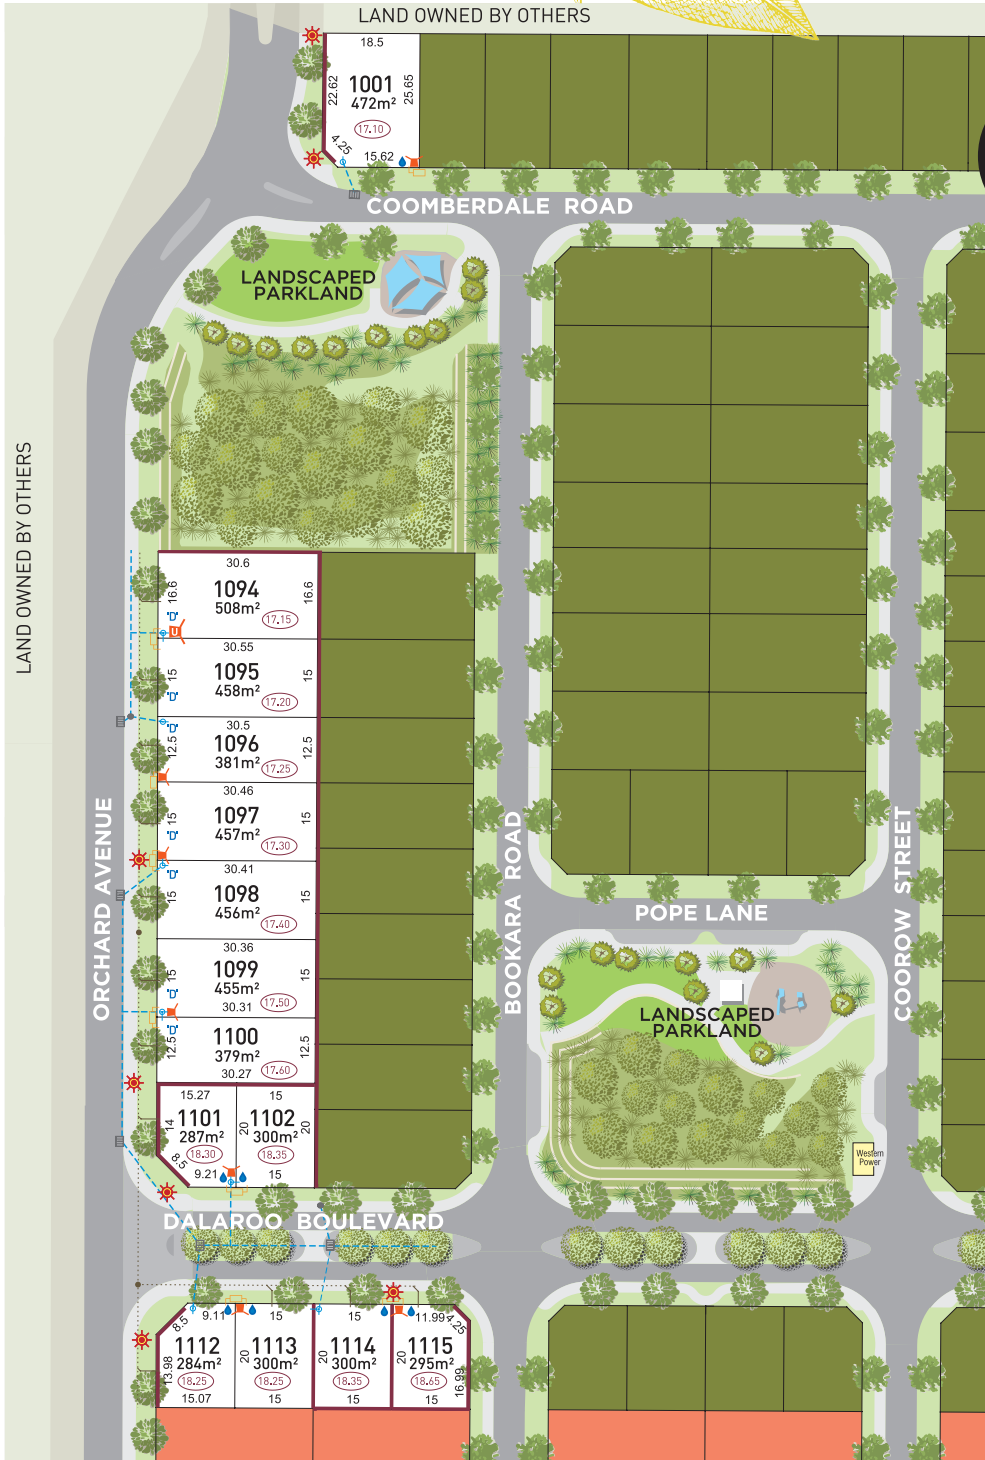 LAND OWNED BY OTHERS
18.5
22.62
1001
472m²
25.65
17.10
4.25
15.62
COOMBERDALE ROAD
LANDSCAPED
PARKLAND
LAND OWNED BY OTHERS
30.6
16.6
1094
508m²
16.6
"D"
17.15
U
30.55
15
1095
458m²
15
"D"
17.20
"D"
30.5
12.5
1096
381m²
12.5
17.25
30.46
15
1097
457m²
15
"D"
17.30
30.41
"D"
15
1098
456m²
15
17.40
30.36
15
1099
455m²
15
"D"
17.50
30.31
"D"
12.5
1100
379m²
12.5
17.60
30.27
ORCHARD AVENUE
BOOKARA ROAD
COOROW STREET
POPE LANE
LANDSCAPED
PARKLAND
Western
Power
15.27
14
1101
287m²
18.30
8.5
9.21
15
20
1102
300m²
20
18.35
15
DALAROO BOULEVARD
8.5
9.11
1112
284m²
13.98
18.25
15.07
15
20
1113
300m²
18.25
15
15
20
1114
300m²
18.35
15
11.99
4.25
20
1115
295m²
18.65
16.99
15